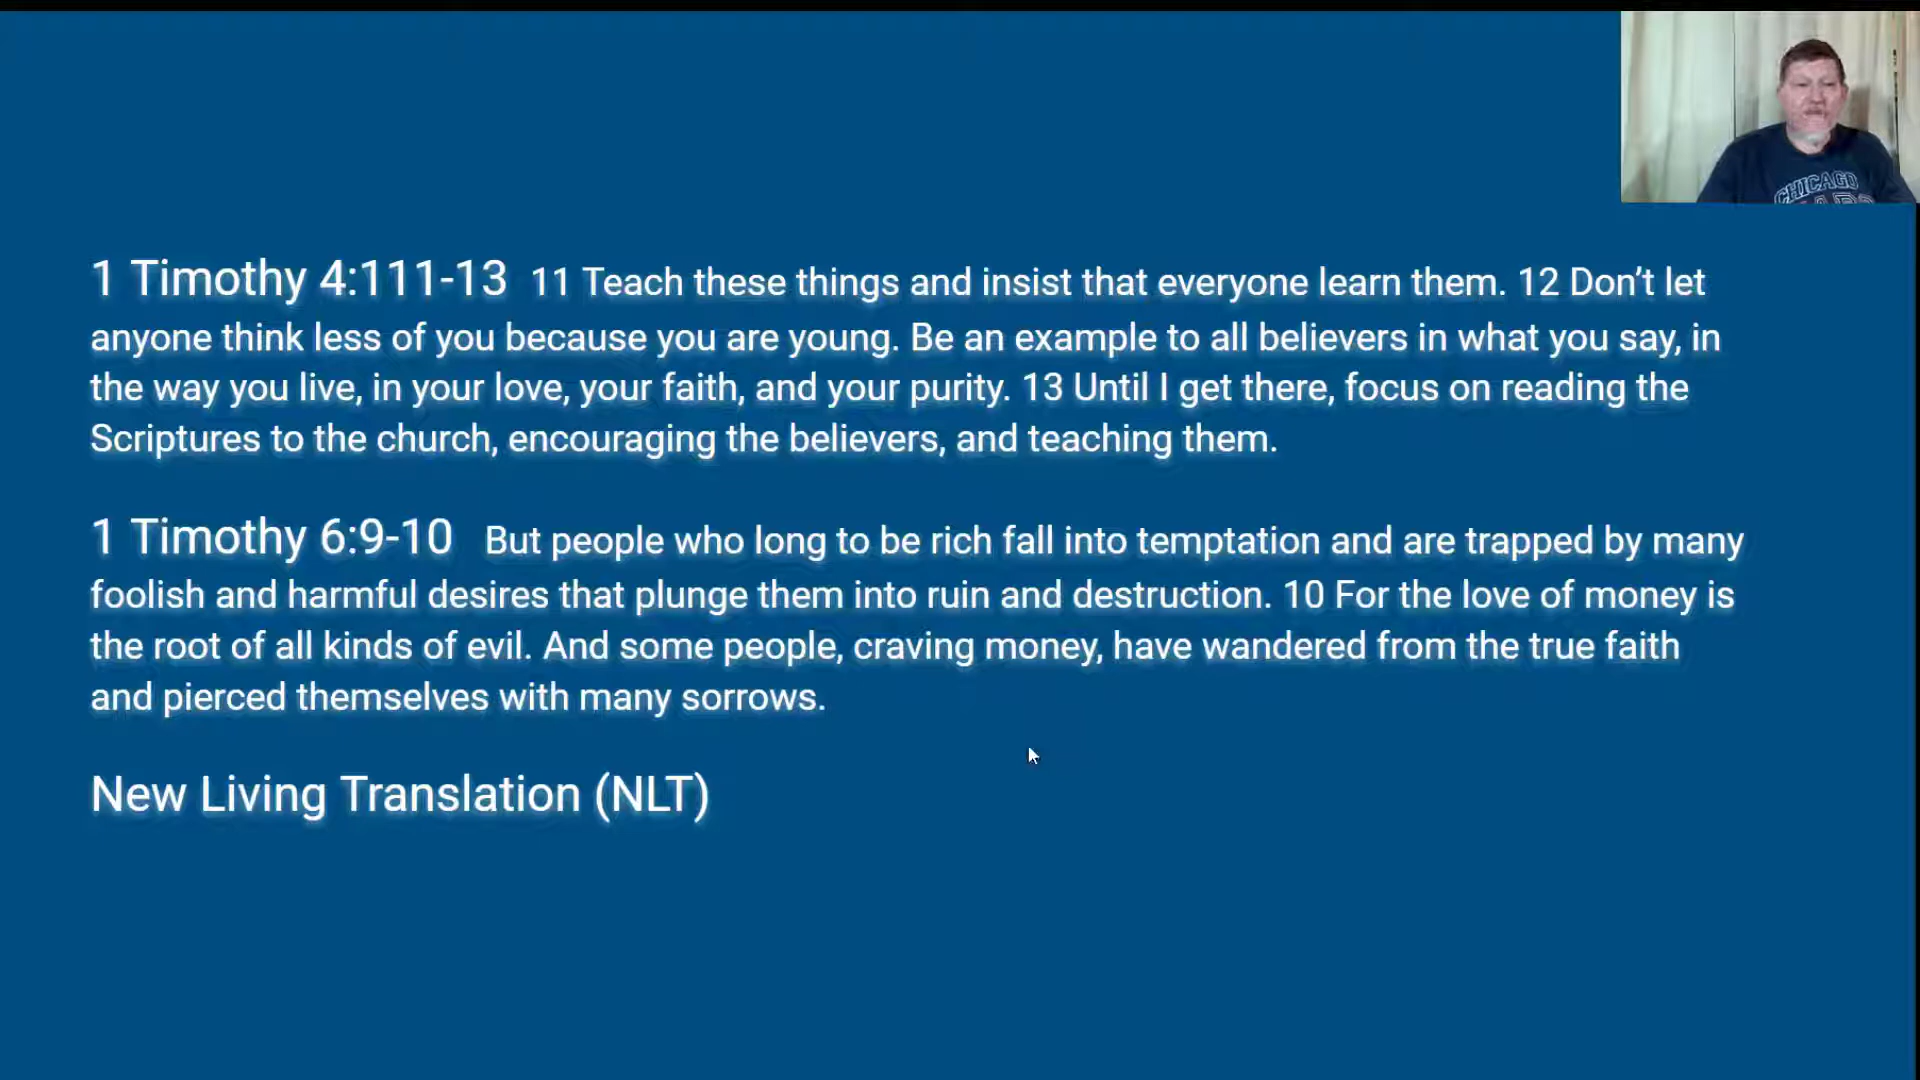 CHICAGO
1 Timothy 4:111-13 11 Teach these things and insist that everyone learn them. 12 Don’t let
anyone think less of you because you are young. Be an example to all believers in what you say, in
the way you live, in your love, your faith, and your purity. 13 Until I get there, focus on reading the
Scriptures to the church, encouraging the believers, and teaching them.
1 Timothy 6:9-10 But people who long to be rich fall into temptation and are trapped by many
foolish and harmful desires that plunge them into ruin and destruction. 10 For the love of money is
the root of all kinds of evil. And some people, craving money, have wandered from the true faith
and pierced themselves with many sorrows.
New Living Translation (NLT)